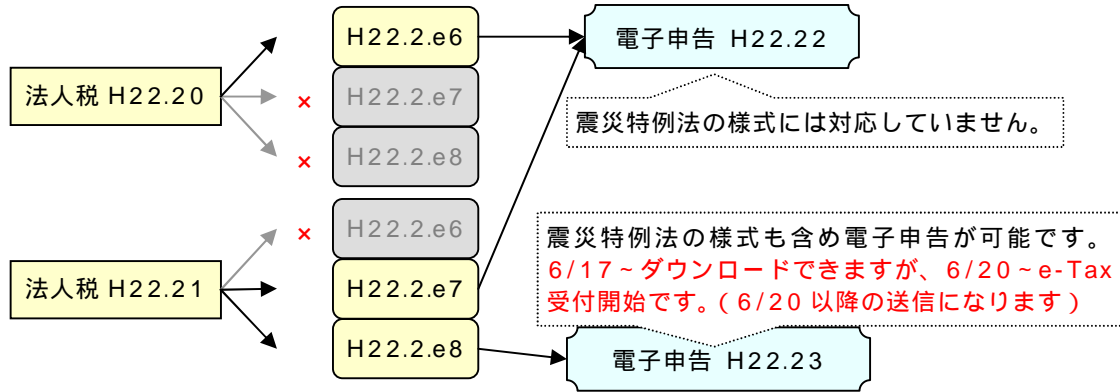 H22.2.e6
電子申告 H22.22
法人税 H22.20
×
H22.2.e7
震災特例法の様式には対応していません。
×
H22.2.e8
×
H22.2.e6
震災特例法の様式も含め電子申告が可能です。
6/17~ダウンロードできますが、6/20~e-Tax
受付開始です。(6/20 以降の送信になります)
法人税 H22.21
H22.2.e7
H22.2.e8
電子申告 H22.23